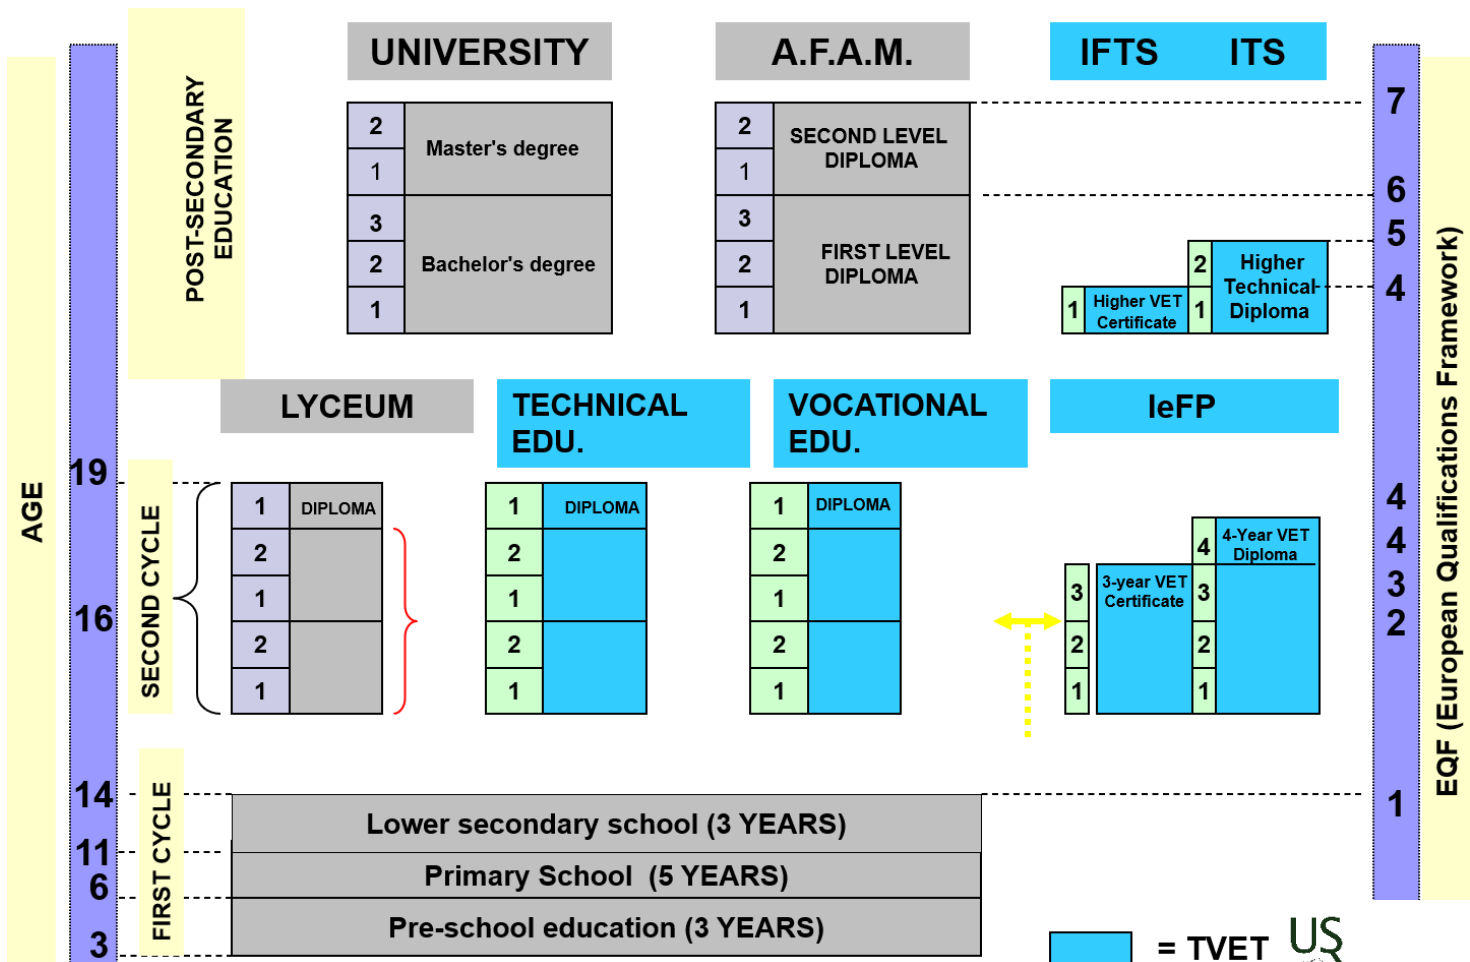 UNIVERSITY
A.F.A.M.
IFTS ITS
AGE
POST-SECONDARY
EDUCATION
EQF (European Qualifications Framework)
7
6
5
4
2
1
Master's degree
3
2
1
Bachelor's degree
2
1
SECOND LEVEL
DIPLOMA
3
2
1
FIRST LEVEL
DIPLOMA
1
Higher VET
Certificate
2
1
Higher
Technical
Diploma
LYCEUM
TECHNICAL
EDU.
VOCATIONAL
EDU.
IeFP
19
16
SECOND CYCLE
1
DIPLOMA
2
1
2
1
1
DIPLOMA
2
1
2
1
1
DIPLOMA
2
1
2
1
3
2
1
3-year VET
Certificate
4
3
2
1
4-Year VET
Diploma
4
4
3
2
14
11
6
3
FIRST CYCLE
Lower secondary school (3 YEARS)
Primary School (5 YEARS)
Pre-school education (3 YEARS)
1
= TVET
US